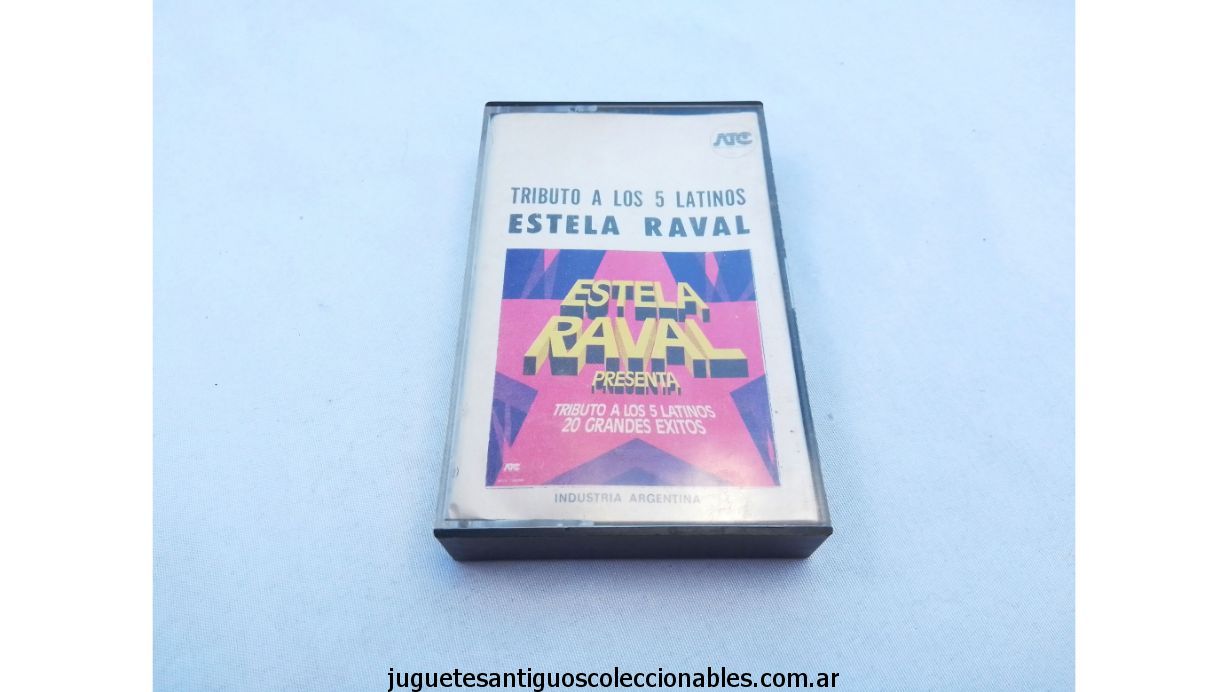 ATC
TRIBUTO A LOS 5 LATINOS
ESTELA RAVAL
ESTELA
RAVAL
PRESENTA
TRIBUTO A LOS 5 LATINOS
20 GRANDES EXITOS
ATC
INDUSTRIA ARGENTINA
juguetesantiguoscoleccionables.com.ar